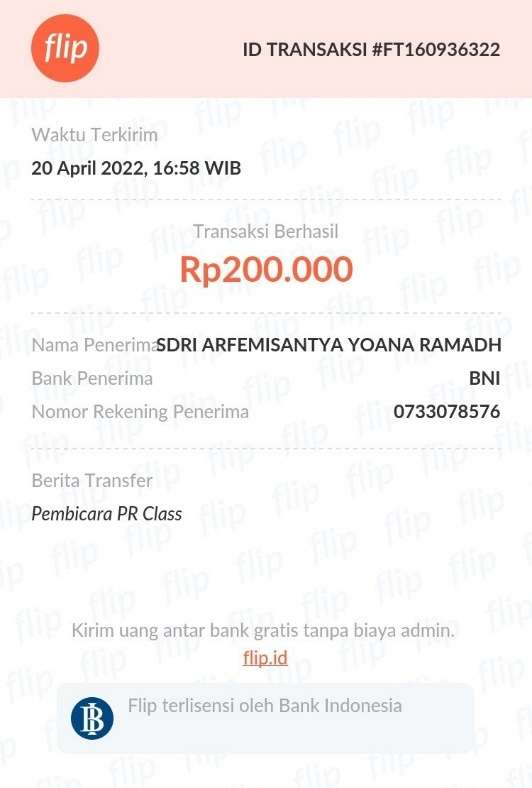 flip
ID TRANSAKSI #FT160936322
Waktu Terkirim
20 April 2022, 16:58 WIB
Transaksi Berhasil
Rp200.000
Nama Penerima SDRI ARFEMISANTYA YOANA RAMADH
Bank Penerima BNI
Nomor Rekening Penerima 0733078576
Berita Transfer
Pembicara PR Class
Kirim uang antar bank gratis tanpa biaya admin.
flip.id
Flip terlisensi oleh Bank Indonesia